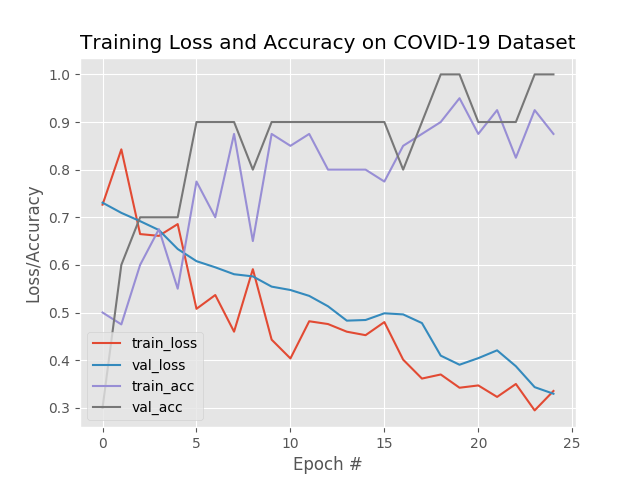 Training Loss and Accuracy on COVID-19 Dataset
Loss/Accuracy
1.0
0.9
0.8
0.7
0.6
0.5
0.4
0.3
train_loss
val_loss
train_acc
val_acc
0 5 10 15 20 25
Epoch #